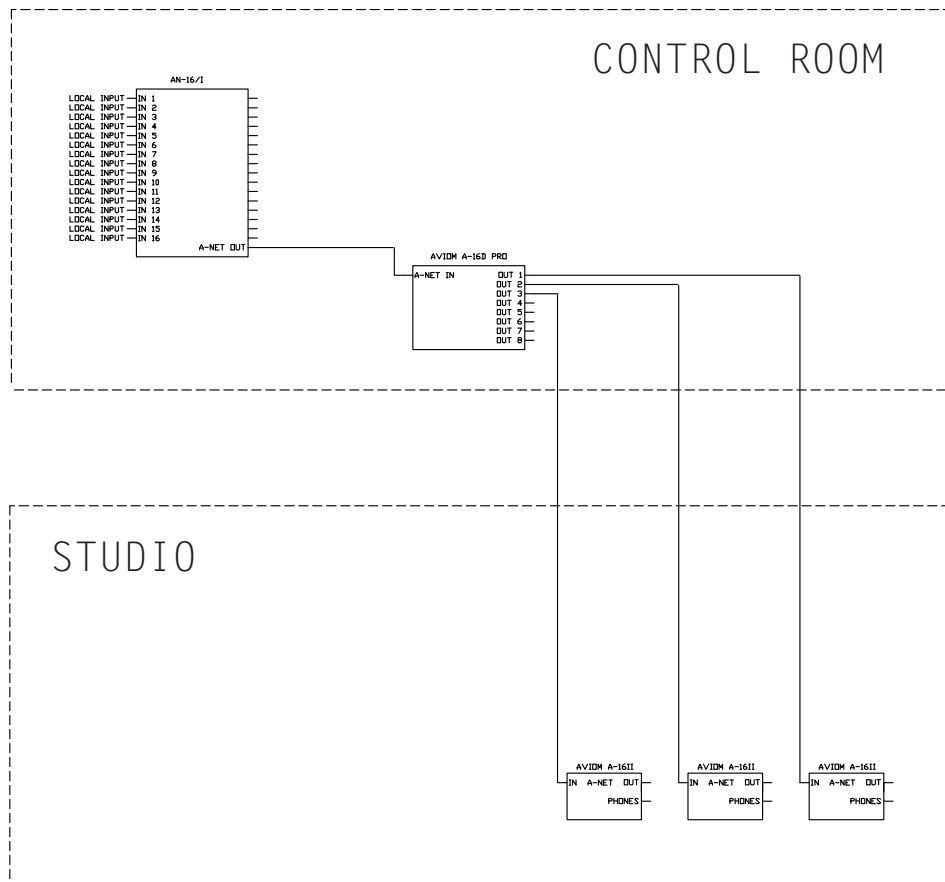 CONTROL ROOM
AN-16/I
LOCAL INPUT IN 1
LOCAL INPUT IN 2
LOCAL INPUT IN 3
LOCAL INPUT IN 4
LOCAL INPUT IN 5
LOCAL INPUT IN 6
LOCAL INPUT IN 7
LOCAL INPUT IN 8
LOCAL INPUT IN 9
LOCAL INPUT IN 10
LOCAL INPUT IN 11
LOCAL INPUT IN 12
LOCAL INPUT IN 13
LOCAL INPUT IN 14
LOCAL INPUT IN 15
LOCAL INPUT IN 16
A-NET OUT
AVIOM A-16D PRO
A-NET IN OUT 1
OUT 2
OUT 3
OUT 4
OUT 5
OUT 6
OUT 7
OUT 8
STUDIO
AVIOM A-16II
IN A-NET OUT
PHONES
AVIOM A-16II
IN A-NET OUT
PHONES
AVIOM A-16II
IN A-NET OUT
PHONES